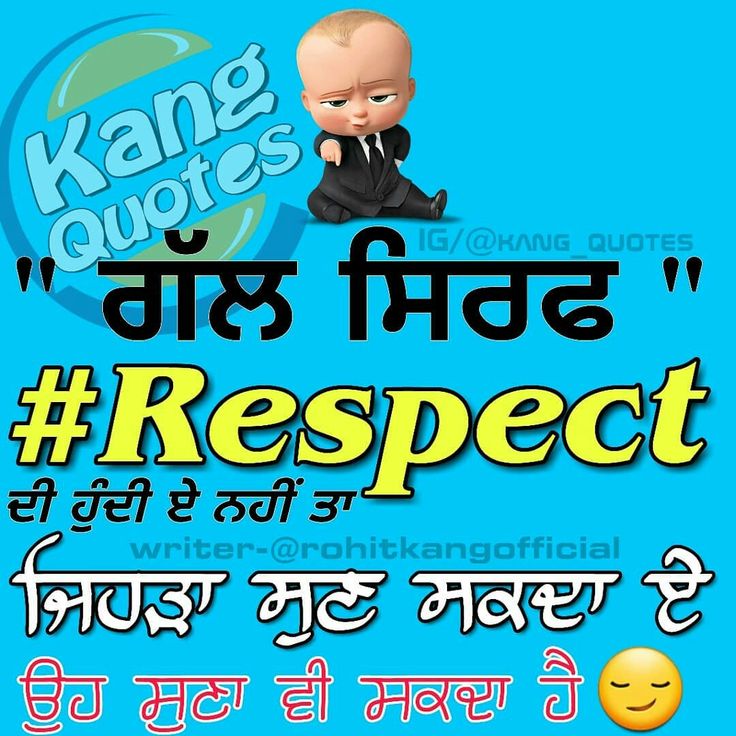 Kang
Quotes
IG/@KANG_QUOTES
" ਗੱਲ ਸਿਰਫ "
#Respect
ਦੀ ਹੁੰਦੀ ਏ ਨਹੀਂ ਤਾ
writer-@rohitkangofficial
ਜਿਹੜਾ ਸੁਣ ਸਕਦਾ ਏ
ਉਹ ਸੁਣਾ ਵੀ ਸਕਦਾ ਹੈ😏